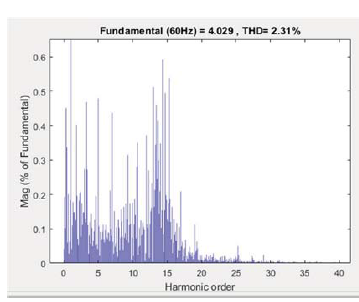 Fundamental (60Hz) = 4.029 , THD= 2.31%
0.6
0.5
0.4
0.3
0.2
0.1
0
Mag (% of Fundamental)
0 5 10 15 20 25 30 35 40
Harmonic order